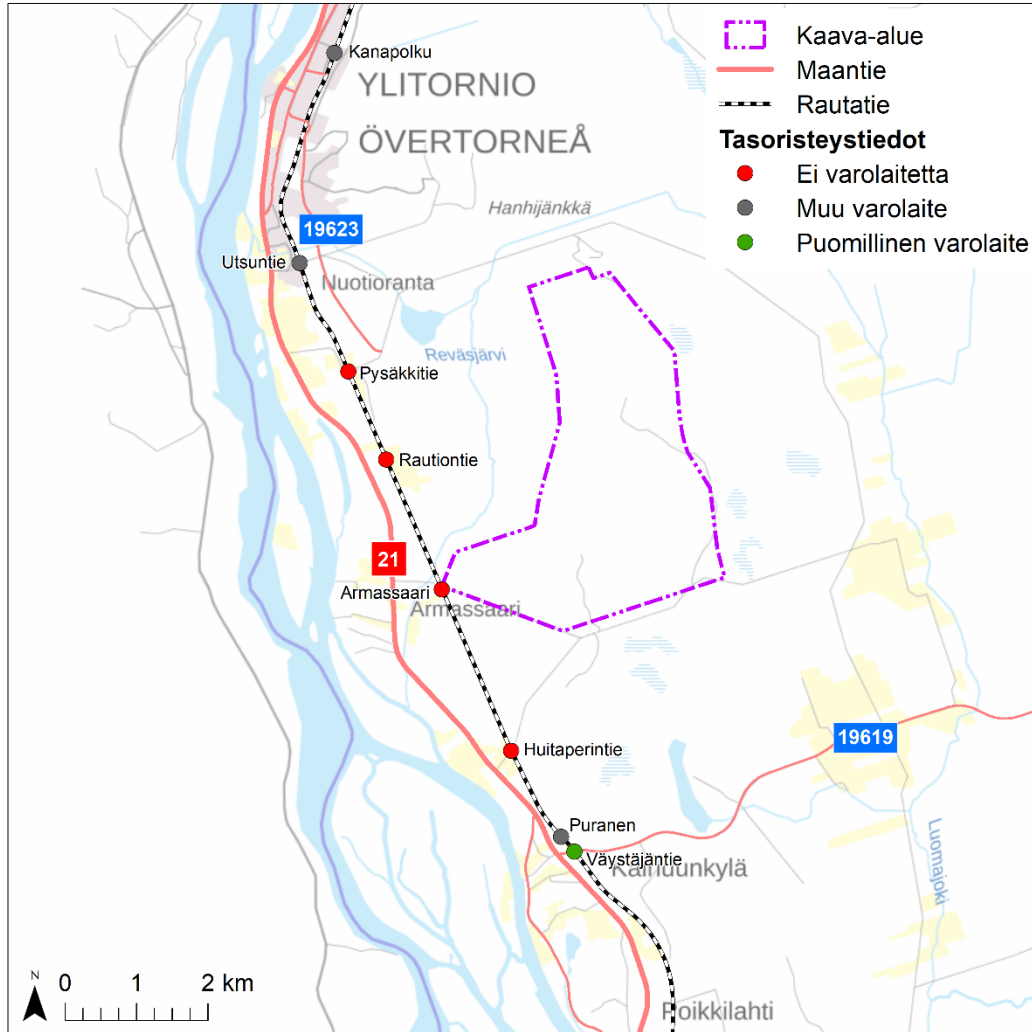 Kaava-alue
Maantie
Rautatie
Tasoristeystiedot
Ei varolaitetta
Muu varolaite
Puomillinen varolaite
Kanapolku
YLITORNIO
ÖVERTORNEÅ
Hanhijänkkä
19623
Utsuntie
Nuotioranta
Reväsjärvi
Pysäkkitie
Rautiontie
21
Armassaari
Armassaari
Huitaperintie
19619
Puranen
Väystäjäntie
Kainuunkylä
Luomajoki
Poikkilahti
N
0 1 2 km